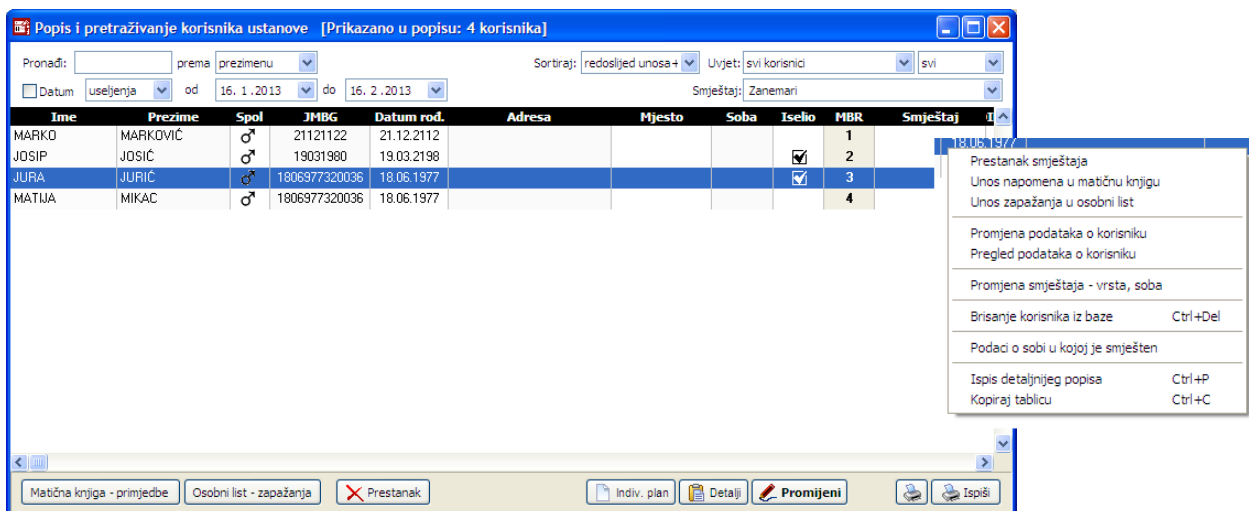 Popis i pretraživanje korisnika ustanove [Prikazano u popisu: 4 korisnika]
Pronađi: prema prezimenu Sortiraj: redoslijed unosa+ Uvjet: svi korisnici svi
Datum useljenja od 16. 1.2013 do 16. 2.2013 Smještaj: Zanemari
Ime Prezime Spol JMBG Datum rođ. Adresa Mjesto Soba Iselio MBR Smještaj
MARKO MARKOVIĆ ♂ 21121122 21.12.2112 1
JOSIP JOSIĆ ♂ 19031980 19.03.2198 2
JURA JURIĆ ♂ 1806977320036 18.06.1977 3
MATIJA MIKAC ♂ 1806977320036 18.06.1977 4
18.06.1977
Prestanak smještaja
Unos napomena u matičnu knjigu
Unos zapažanja u osobni list
Promjena podataka o korisniku
Pregled podataka o korisniku
Promjena smještaja - vrsta, soba
Brisanje korisnika iz baze Ctrl+Del
Podaci o sobi u kojoj je smješten
Ispis detaljnijeg popisa Ctrl+P
Kopiraj tablicu Ctrl+C
Matična knjiga - primjedbe Osobni list - zapažanja Prestanak Indiv. plan Detalji Promijeni Ispiši